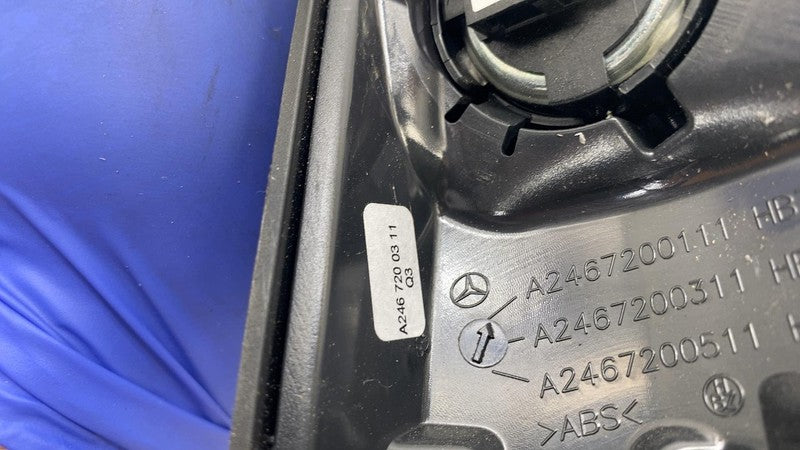 A246 720 03 11
Q3
A2467200111 HB
A2467200311 HB
A2467200511 H
>ABS<